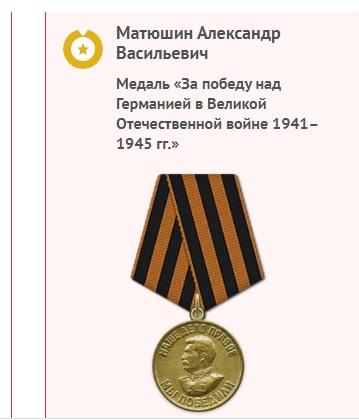 Матюшин Александр
Васильевич
Медаль «За победу над
Германией в Великой
Отечественной войне 1941–
1945 гг.»
НАШЕ ДЕЛО ПРАВОЕ
МЫ ПОБЕДИЛИ